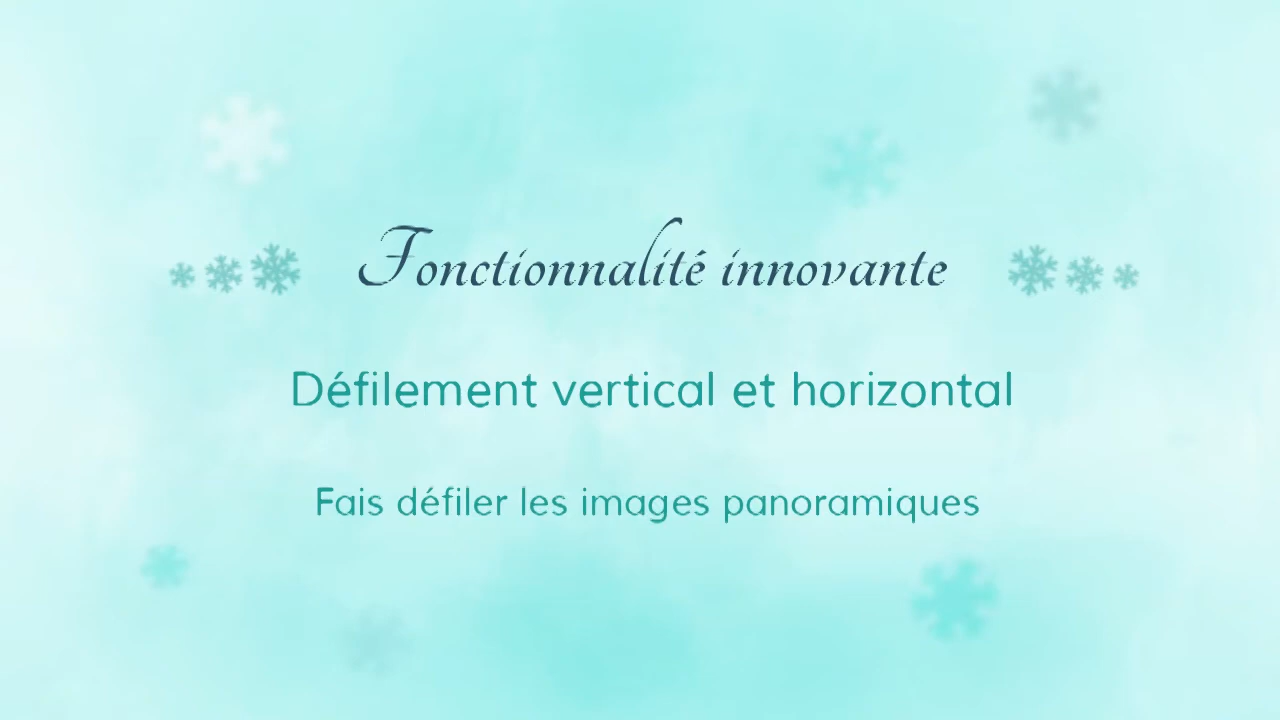 Fonctionnalité innovante
Défilement vertical et horizontal
Fais défiler les images panoramiques